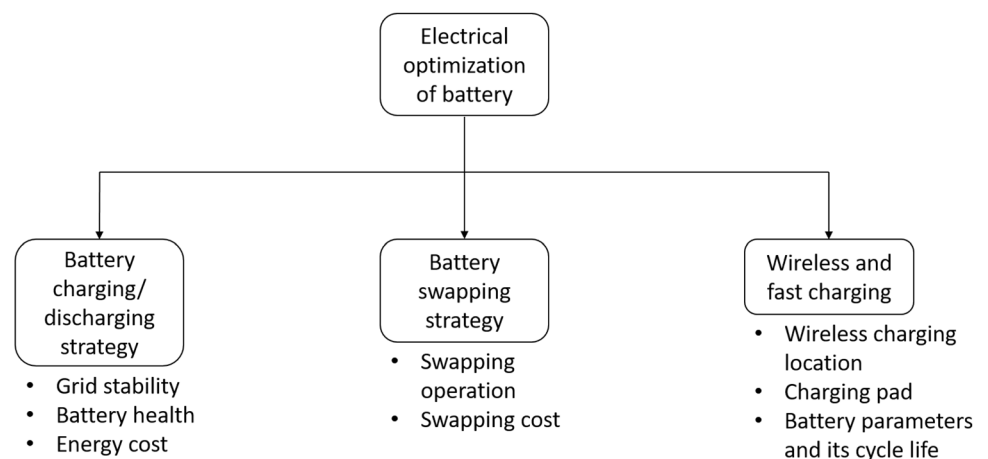 Electrical
optimization
of battery
Battery
charging/
discharging
strategy
• Grid stability
• Battery health
• Energy cost
Battery
swapping
strategy
• Swapping
operation
• Swapping cost
Wireless and
fast charging
• Wireless charging
location
• Charging pad
• Battery parameters
and its cycle life